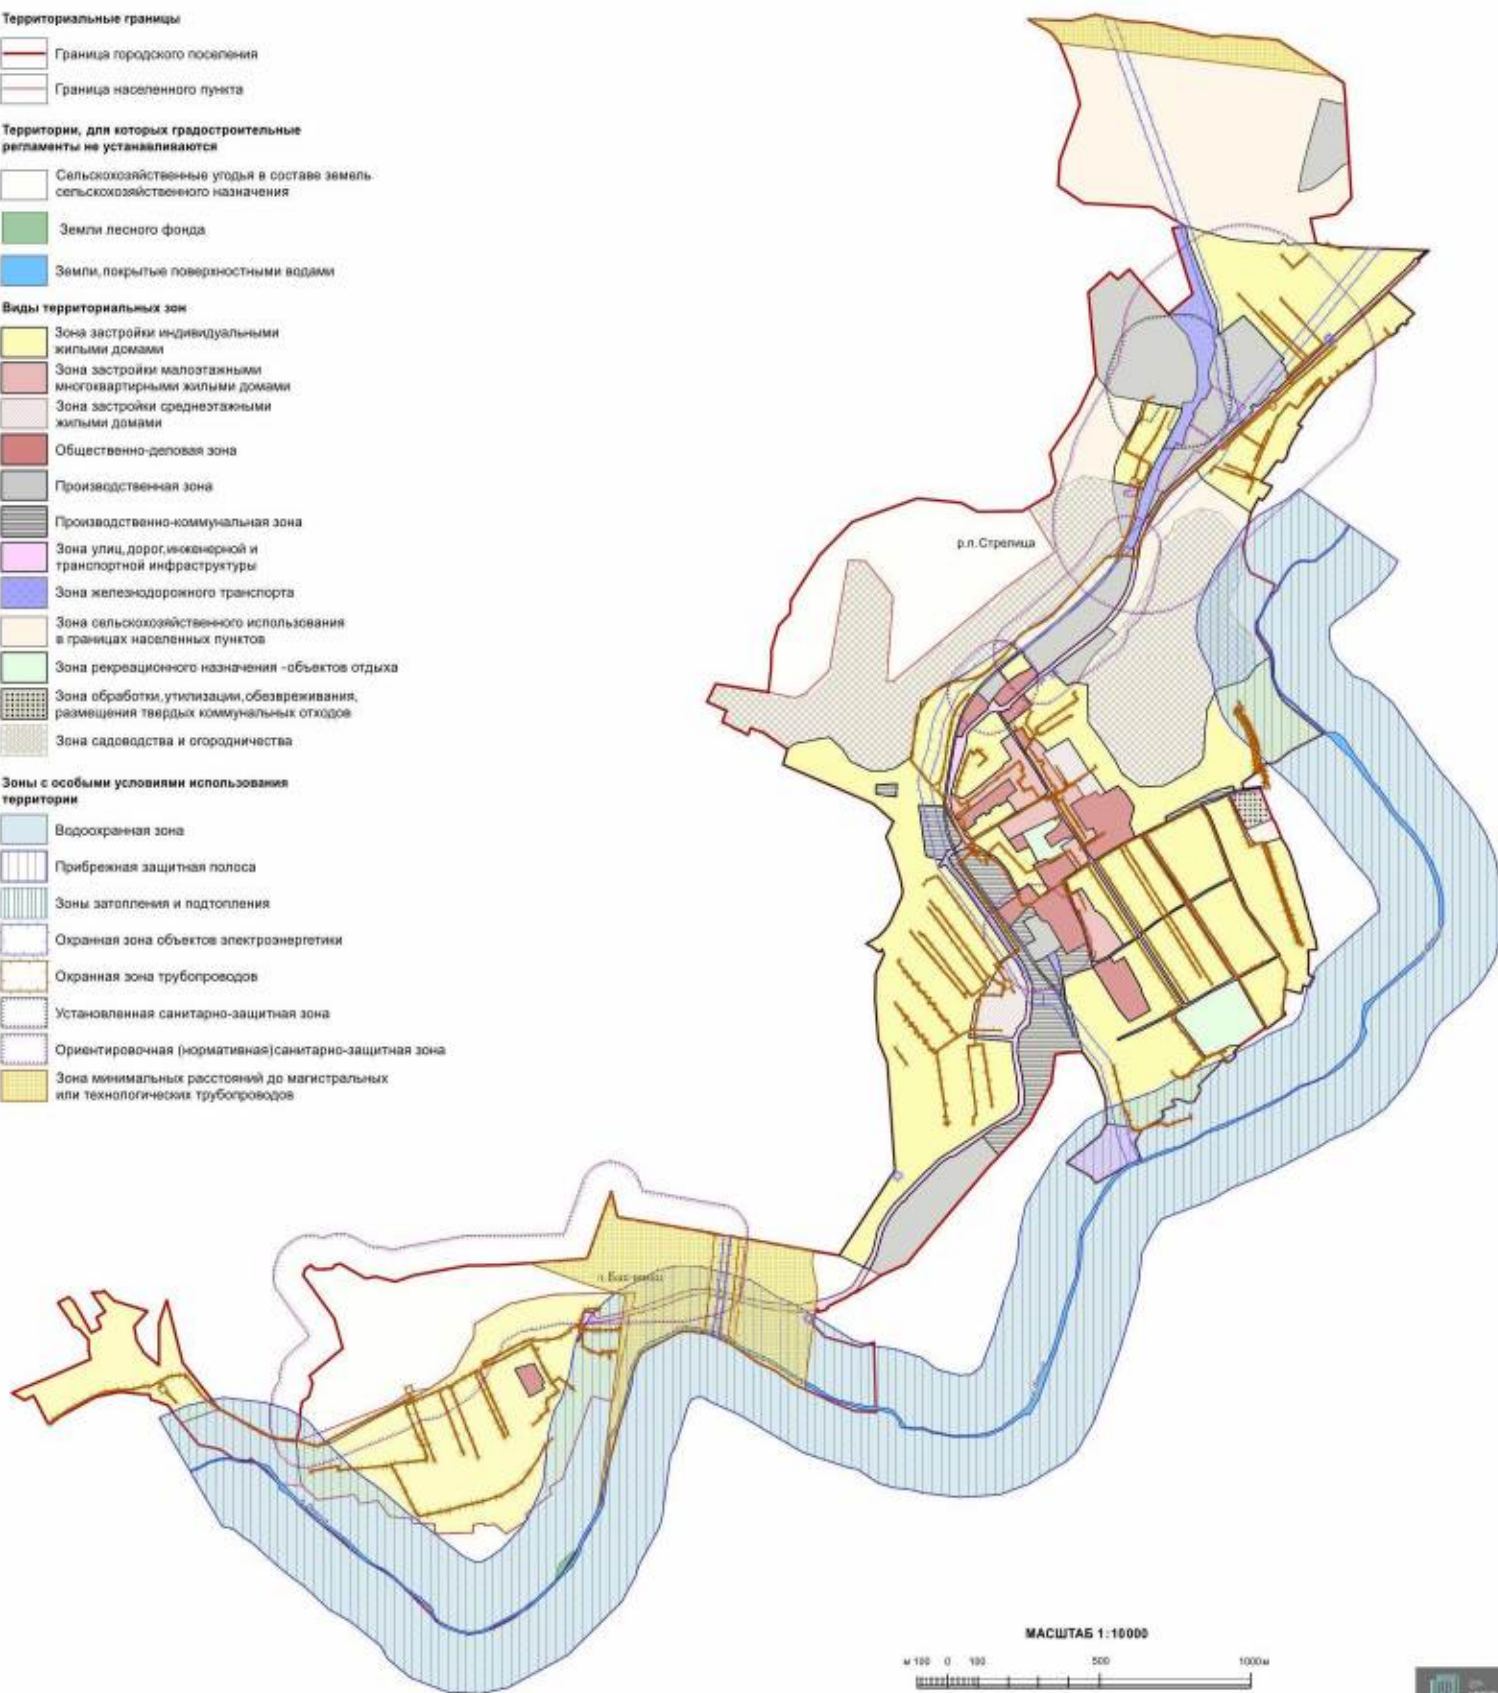 Территориальные границы
Граница городского поселения
Граница населенного пункта
Территории, для которых градостроительные
регламенты не устанавливаются
Сельскохозяйственные угодья в составе земель
сельскохозяйственного назначения
Земли лесного фонда
Земли, покрытые поверхностными водами
Виды территориальных зон
Зона застройки индивидуальными
жилыми домами
Зона застройки малоэтажными
многоквартирными жилыми домами
Зона застройки среднеэтажными
жилыми домами
Общественно-деловая зона
Производственная зона
Производственно-коммунальная зона
Зона улиц, дорог, инженерной и
транспортной инфраструктуры
Зона железнодорожного транспорта
Зона сельскохозяйственного использования
в границах населенных пунктов
Зона рекреационного назначения -объектов отдыха
Зона обработки, утилизации, обезвреживания,
размещения твердых коммунальных отходов
Зона садоводства и огородничества
Зоны с особыми условиями использования
территории
Водоохранная зона
Прибрежная защитная полоса
Зоны затопления и подтопления
Охранная зона объектов электроэнергетики
Охранная зона трубопроводов
Установленная санитарно-защитная зона
Ориентировочная (нормативная)санитарно-защитная зона
Зона минимальных расстояний до магистральных
или технологических трубопроводов
р.п.Стрелица
МАСШТАБ 1:10000
м 100 0 100 500 1000м